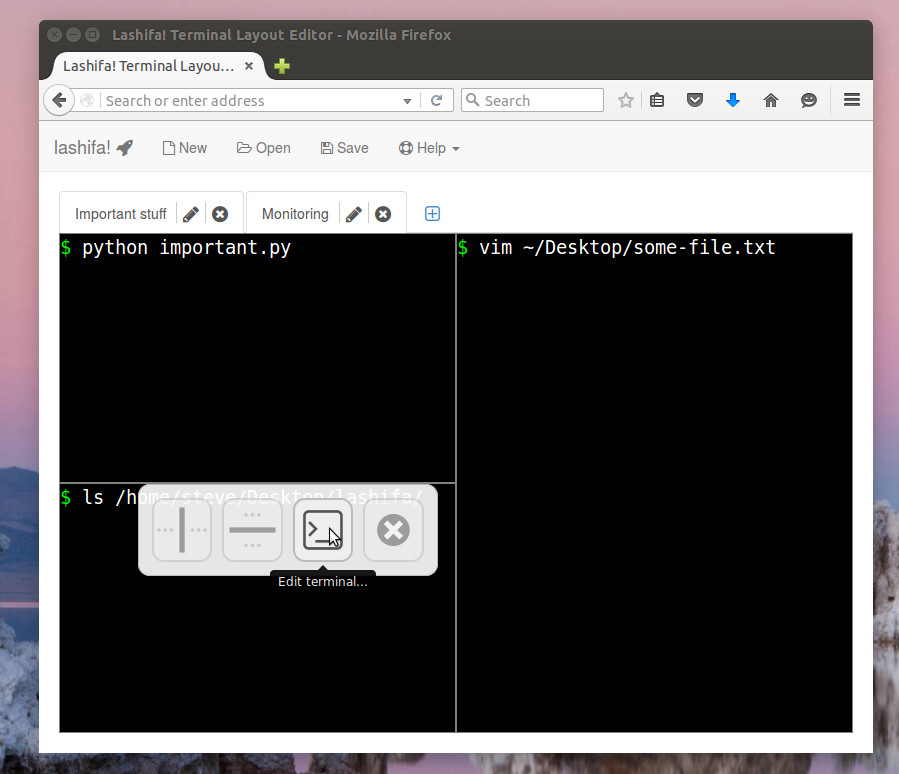 Lashifa! Terminal Layout Editor - Mozilla Firefox
Lashifa! Terminal Layou...
Search or enter address
Search
lashifa! New Open Save Help
Important stuff Monitoring
$ python important.py
$ vim ~/Desktop/some-file.txt
$ ls /home/steve/Desktop/lashifa/
Edit terminal...